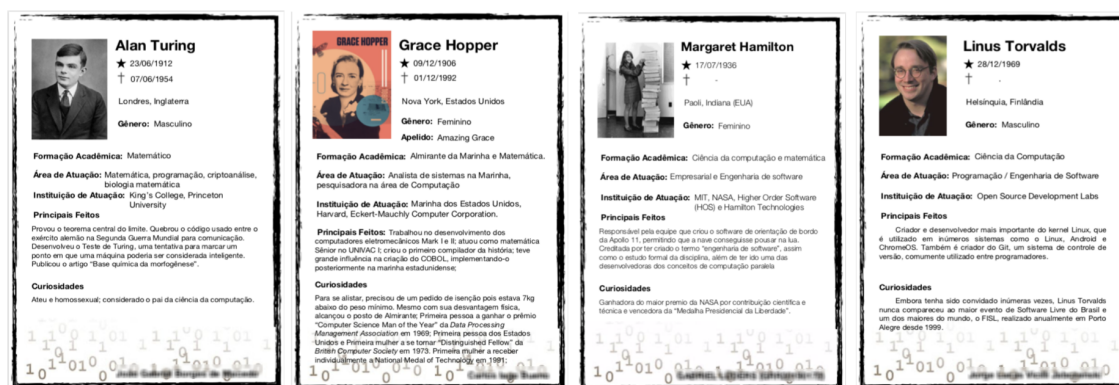 Alan Turing
★ 23/06/1912
† 07/06/1954
Londres, Inglaterra
Gênero: Masculino
Formação Acadêmica: Matemático
Área de Atuação: Matemática, programação, criptoanálise,
biologia matemática
Instituição de Atuação: King's College, Princeton
University
Principais Feitos
Provou o teorema central do limite. Quebrou o código usado entre o
exército alemão na Segunda Guerra Mundial para comunicação.
Desenvolveu o Teste de Turing, uma tentativa para marcar um
ponto em que uma máquina poderia ser considerada inteligente.
Publicou o artigo "Base química da morfogênese".
Curiosidades
Ateu e homossexual; considerado o pai da ciência da computação.
GRACE HOPPER
Grace Hopper
★ 09/12/1906
† 01/12/1992
Nova York, Estados Unidos
Gênero: Feminino
Apelido: Amazing Grace
Formação Acadêmica: Almirante da Marinha e Matemática.
Área de Atuação: Analista de sistemas na Marinha,
pesquisadora na área de Computação
Instituição de Atuação: Marinha dos Estados Unidos,
Harvard, Eckert-Mauchly Computer Corporation.
Principais Feitos: Trabalhou no desenvolvimento dos
computadores eletromecânicos Mark I e II; atuou como matemática
Sênior no UNIVAC I; criou o primeiro compilador da história; teve
grande influência na criação do COBOL, implementando-o
posteriormente na marinha estadunidense;
Curiosidades
Para se alistar, precisou de um pedido de isenção pois estava 7kg
abaixo do peso mínimo. Mesmo com sua desvantagem física,
alcançou o posto de Almirante; Primeira pessoa a ganhar o prêmio
"Computer Science Man of the Year" da Data Processing
Management Association em 1969; Primeira pessoa dos Estados
Unidos e Primeira mulher a se tornar "Distinguished Fellow" da
British Computer Society em 1973. Primeira mulher a receber
individualmente a National Medal of Technology em 1991;
Margaret Hamilton
★ 17/07/1936
† -
Paoli, Indiana (EUA)
Gênero: Feminino
Formação Acadêmica: Ciência da computação e matemática
Área de Atuação: Empresarial e Engenharia de software
Instituição de Atuação: MIT, NASA, Higher Order Software
(HOS) e Hamilton Technologies
Principais Feitos
Responsável pela equipe que criou o software de orientação de bordo
da Apollo 11, permitindo que a nave conseguisse pousar na lua.
Creditada por ter criado o termo "engenharia de software", assim
como o estudo formal da disciplina, além de ter ido uma das
desenvolvedoras dos conceitos de computação paralela
Curiosidades
Ganhadora do maior premio da NASA por contribuição científica e
técnica e vencedora da "Medalha Presidencial da Liberdade".
Linus Torvalds
★ 28/12/1969
† -
Helsínquia, Finlândia
Gênero: Masculino
Formação Acadêmica: Ciência da Computação
Área de Atuação: Programação / Engenharia de Software
Instituição de Atuação: Open Source Development Labs
Principais Feitos
Criador e desenvolvedor mais importante do kernel Linux, que
é utilizado em inúmeros sistemas como o Linux, Android e
ChromeOS. Também é criador do Git, um sistema de controle de
versão, comumente utilizado entre programadores.
Curiosidades
Embora tenha sido convidado inúmeras vezes, Linus Torvalds
nunca compareceu ao maior evento de Software Livre do Brasil e
um dos maiores do mundo, o FISL, realizado anualmente em Porto
Alegre desde 1999.